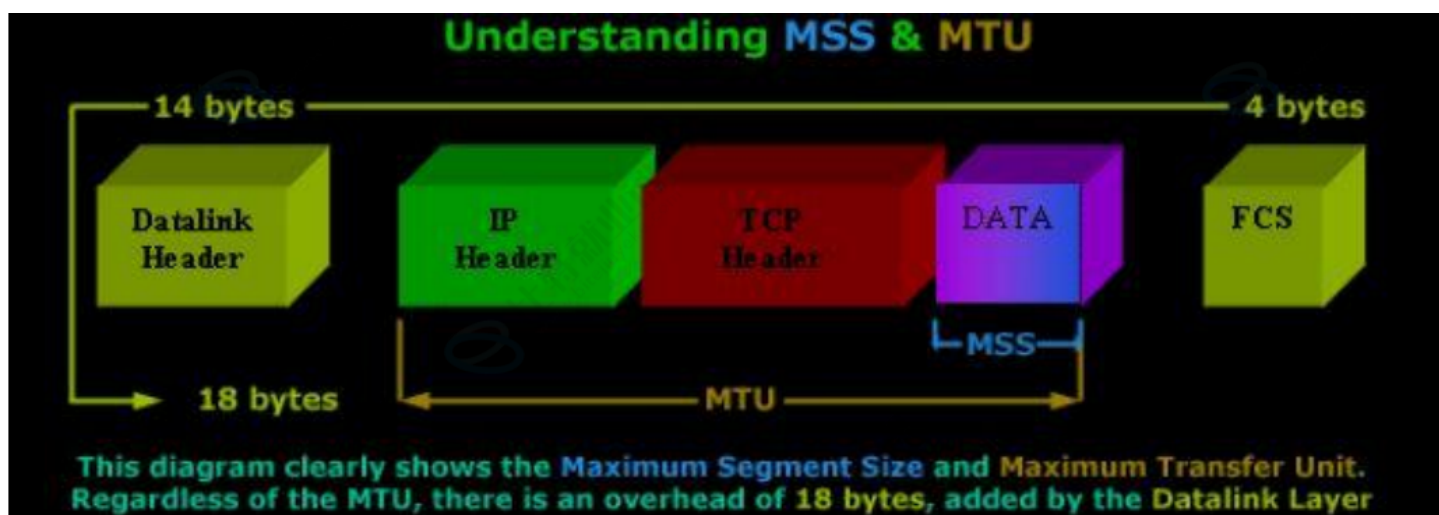 Understanding MSS & MTU
14 bytes
4 bytes
Datalink
Header
IP
Header
TCP
Header
DATA
FCS
MSS
18 bytes
MTU
This diagram clearly shows the Maximum Segment Size and Maximum Transfer Unit.
Regardless of the MTU, there is an overhead of 18 bytes, added by the Datalink Layer